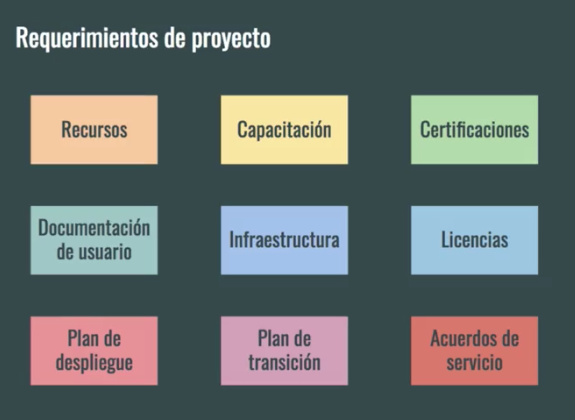 Requerimientos de proyecto
Recursos
Capacitación
Certificaciones
Documentación
de usuario
Infraestructura
Licencias
Plan de
despliegue
Plan de
transición
Acuerdos de
servicio